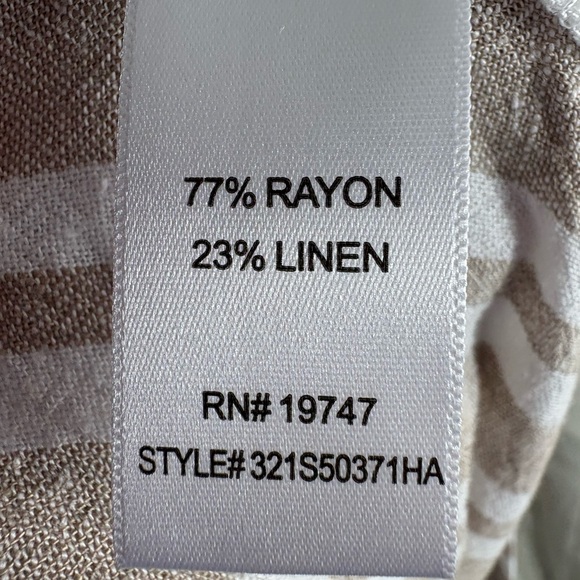 77% RAYON
23% LINEN
RN# 19747
STYLE# 321S50371HA